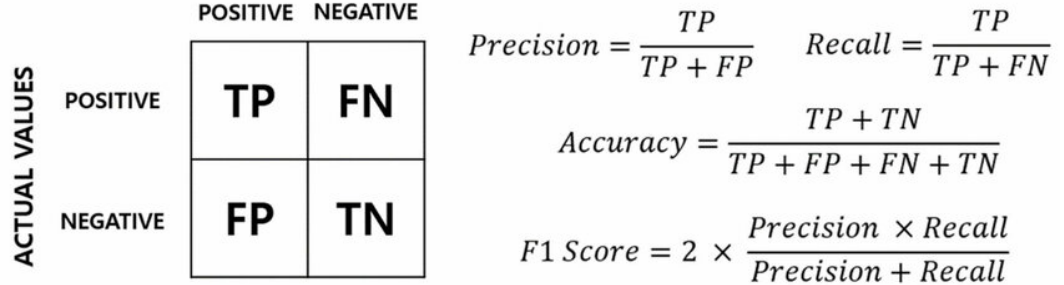 POSITIVE NEGATIVE
ACTUAL VALUES
POSITIVE TP FN
NEGATIVE FP TN
Precision = TP / TP + FP
Recall = TP / TP + FN
Accuracy = TP + TN / TP + FP + FN + TN
F1 Score = 2 × Precision × Recall / Precision + Recall